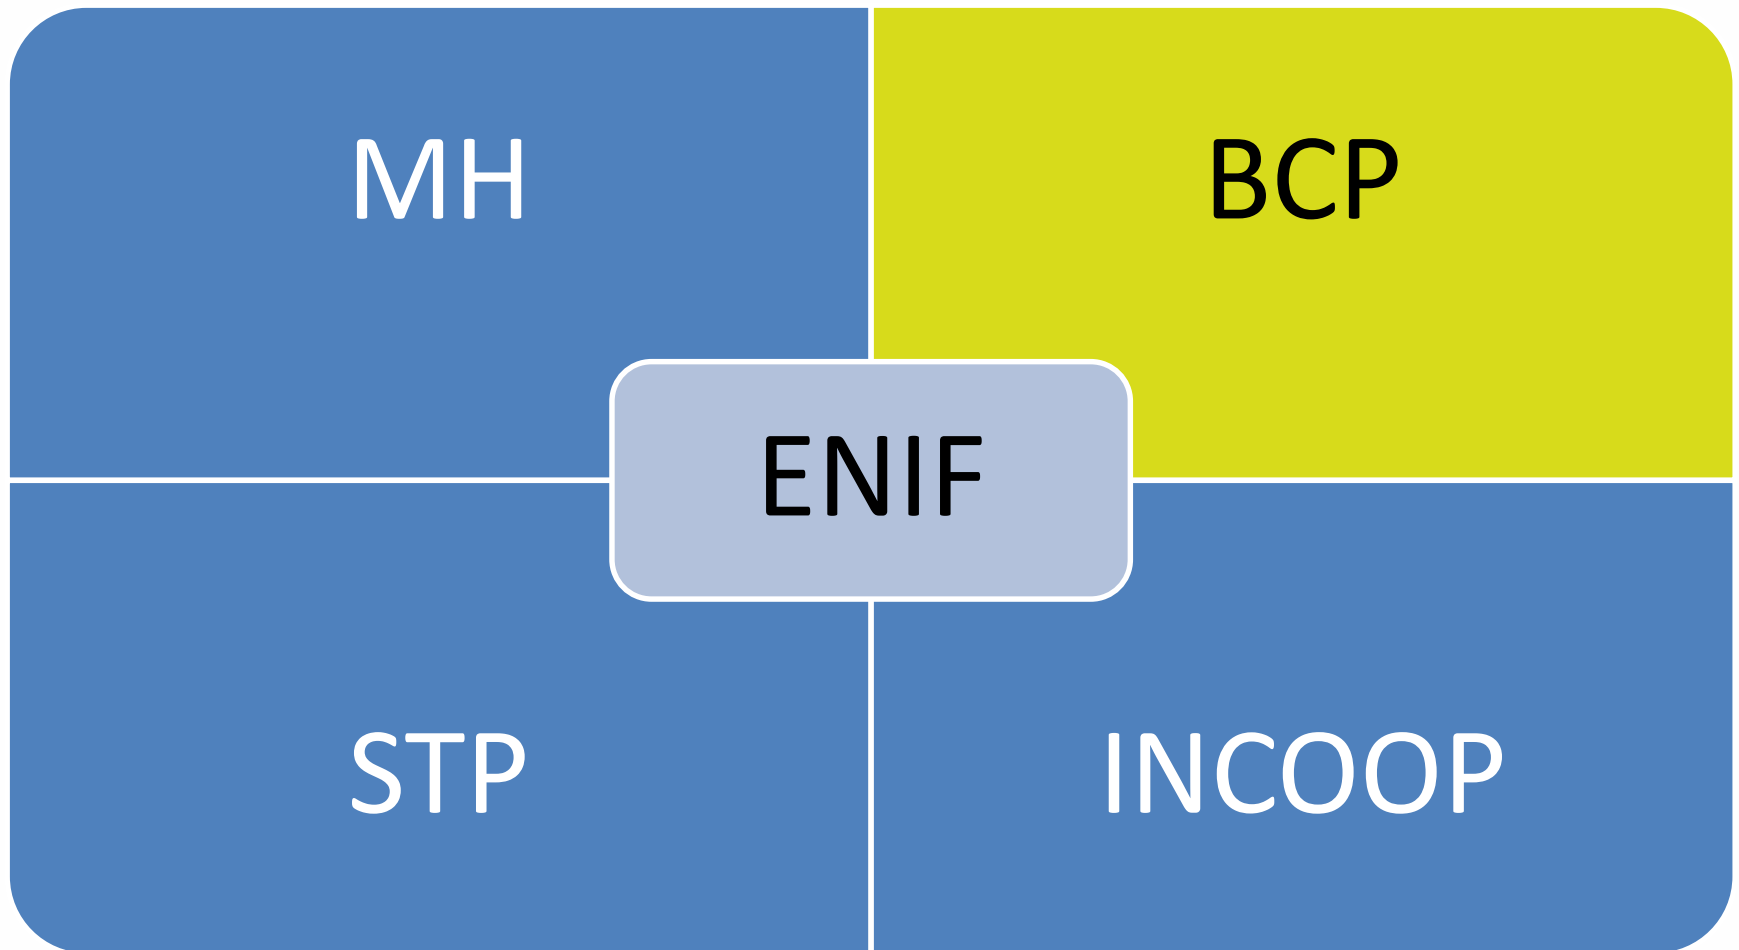 MH
BCP
ENIF
STP
INCOOP